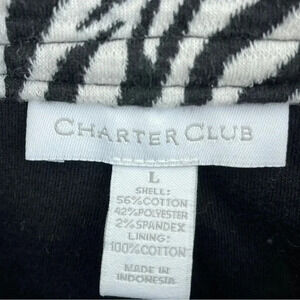 CHARTER CLUB
L
SHELL:
56%COTTON
42%POLYESTER
2%SPANDEX
LINING:
100%COTTON
MADE IN
INDONESIA